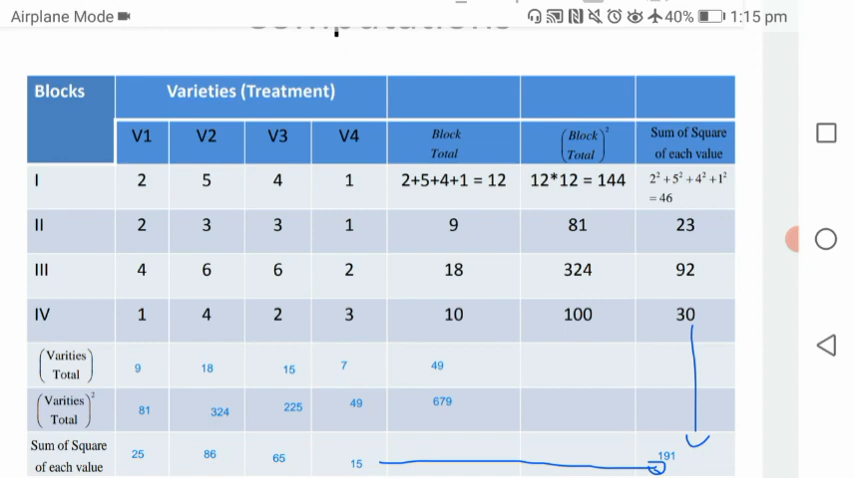 Airplane Mode 40% 1:15 pm
Computations
Blocks Varieties (Treatment)
V1 V2 V3 V4 Block Total (Block Total)² Sum of Square of each value
I 2 5 4 1 2+5+4+1 = 12 12*12 = 144 2² +5² +4² +1² = 46
II 2 3 3 1 9 81 23
III 4 6 6 2 18 324 92
IV 1 4 2 3 10 100 30
(Varities Total) 9 18 15 7 49
(Varities Total)² 81 324 225 49 679
Sum of Square of each value 25 86 65 15 191